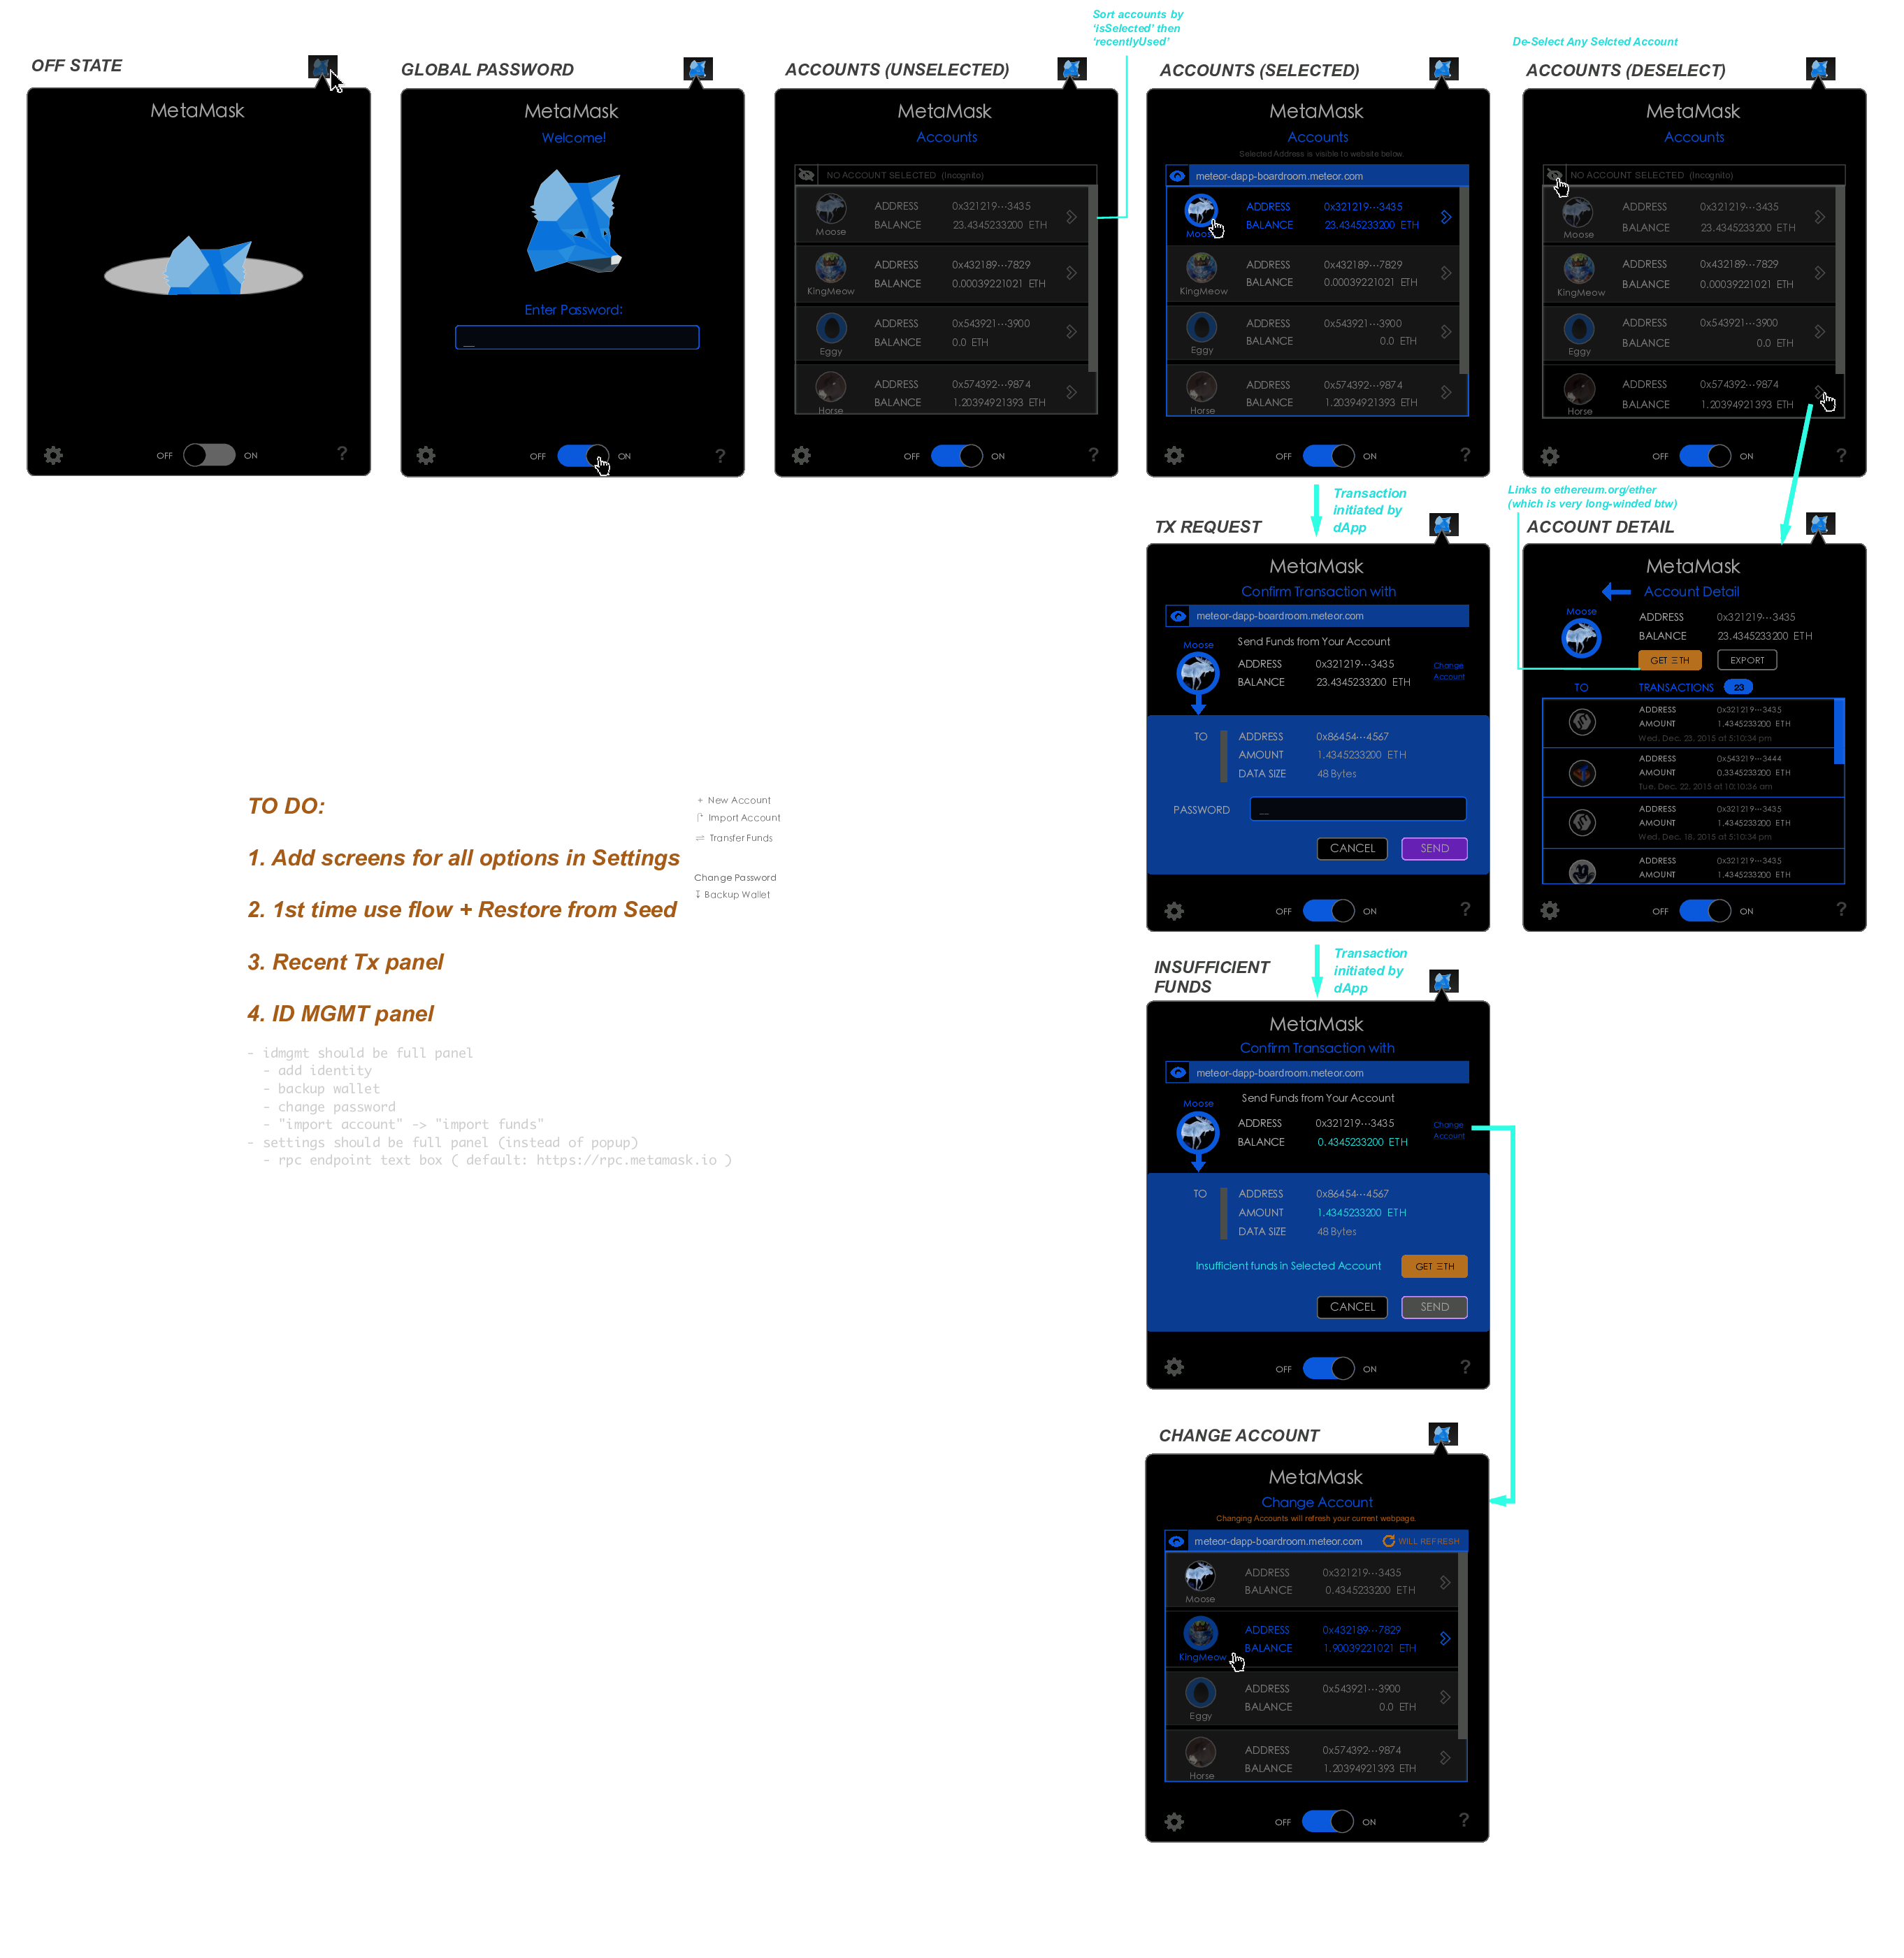 Sort accounts by
‘isSelected’ then
‘recentlyUsed’
De-Select Any Selcted Account
OFF STATE
MetaMask
OFF
ON
?
GLOBAL PASSWORD
MetaMask
Welcome!
Enter Password:
__
OFF
ON
?
ACCOUNTS (UNSELECTED)
MetaMask
Accounts
NO ACCOUNT SELECTED (Incognito)
ADDRESS 0x321219···3435
BALANCE 23.4345233200 ETH
Moose
ADDRESS 0x432189···7829
BALANCE 0.00039221021 ETH
KingMeow
ADDRESS 0x543921···3900
BALANCE 0.0 ETH
Eggy
ADDRESS 0x574392···9874
BALANCE 1.20394921393 ETH
Horse
OFF
ON
?
ACCOUNTS (SELECTED)
MetaMask
Accounts
Selected Address is visible to website below.
meteor-dapp-boardroom.meteor.com
ADDRESS 0x321219···3435
BALANCE 23.4345233200 ETH
Moose
ADDRESS 0x432189···7829
BALANCE 0.00039221021 ETH
KingMeow
ADDRESS 0x543921···3900
BALANCE 0.0 ETH
Eggy
ADDRESS 0x574392···9874
BALANCE 1.20394921393 ETH
Horse
OFF
ON
?
ACCOUNTS (DESELECT)
MetaMask
Accounts
NO ACCOUNT SELECTED (Incognito)
ADDRESS 0x321219···3435
BALANCE 23.4345233200 ETH
Moose
ADDRESS 0x432189···7829
BALANCE 0.00039221021 ETH
KingMeow
ADDRESS 0x543921···3900
BALANCE 0.0 ETH
Eggy
ADDRESS 0x574392···9874
BALANCE 1.20394921393 ETH
Horse
OFF
ON
?
Transaction
initiated by
dApp
TX REQUEST
MetaMask
Confirm Transaction with
meteor-dapp-boardroom.meteor.com
Send Funds from Your Account
Moose
ADDRESS 0x321219···3435
BALANCE 23.4345233200 ETH
Change
Account
TO
ADDRESS 0x86454···4567
AMOUNT 1.4345233200 ETH
DATA SIZE 48 Bytes
PASSWORD __
CANCEL
SEND
OFF
ON
?
Links to ethereum.org/ether
(which is very long-winded btw)
ACCOUNT DETAIL
MetaMask
Account Detail
Moose
ADDRESS 0x321219···3435
BALANCE 23.4345233200 ETH
GET ΞTH
EXPORT
TO
TRANSACTIONS 23
ADDRESS 0x321219···3435
AMOUNT 1.4345233200 ETH
Wed, Dec. 23, 2015 at 5:10:34 pm
ADDRESS 0x543219···3444
AMOUNT 0.3345233200 ETH
Tue, Dec. 22, 2015 at 10:10:36 am
ADDRESS 0x321219···3435
AMOUNT 1.4345233200 ETH
Wed, Dec. 18, 2015 at 5:10:34 pm
ADDRESS 0x321219···3435
AMOUNT 1.4345233200 ETH
OFF
ON
?
TO DO:
1. Add screens for all options in Settings
2. 1st time use flow + Restore from Seed
3. Recent Tx panel
4. ID MGMT panel
+ New Account
Import Account
Transfer Funds
Change Password
Backup Wallet
- idmgmt should be full panel
- add identity
- backup wallet
- change password
- "import account" -> "import funds"
- settings should be full panel (instead of popup)
- rpc endpoint text box ( default: https://rpc.metamask.io )
Transaction
initiated by
dApp
INSUFFICIENT
FUNDS
MetaMask
Confirm Transaction with
meteor-dapp-boardroom.meteor.com
Send Funds from Your Account
Moose
ADDRESS 0x321219···3435
BALANCE 0.4345233200 ETH
Change
Account
TO
ADDRESS 0x86454···4567
AMOUNT 1.4345233200 ETH
DATA SIZE 48 Bytes
Insufficient funds in Selected Account
GET ΞTH
CANCEL
SEND
OFF
ON
?
CHANGE ACCOUNT
MetaMask
Change Account
Changing Accounts will refresh your current webpage.
meteor-dapp-boardroom.meteor.com WILL REFRESH
ADDRESS 0x321219···3435
BALANCE 0.4345233200 ETH
Moose
ADDRESS 0x432189···7829
BALANCE 1.90039221021 ETH
KingMeow
ADDRESS 0x543921···3900
BALANCE 0.0 ETH
Eggy
ADDRESS 0x574392···9874
BALANCE 1.20394921393 ETH
Horse
OFF
ON
?